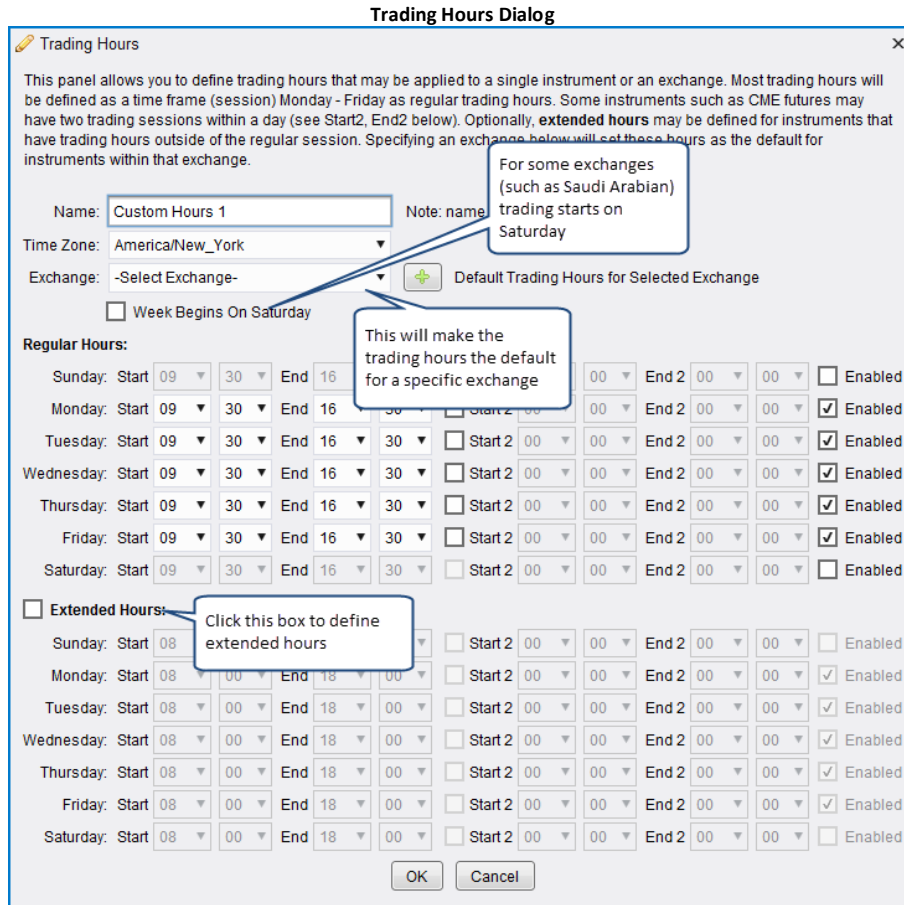 Trading Hours Dialog
Trading Hours
This panel allows you to define trading hours that may be applied to a single instrument or an exchange. Most trading hours will
be defined as a time frame (session) Monday - Friday as regular trading hours. Some instruments such as CME futures may
have two trading sessions within a day (see Start2, End2 below). Optionally, extended hours may be defined for instruments that
have trading hours outside of the regular session. Specifying an exchange below will set these hours as the default for
instruments within that exchange.
For some exchanges
(such as Saudi Arabian)
trading starts on
Saturday
Name: Custom Hours 1 Note: name
Time Zone: America/New_York
Exchange: -Select Exchange- Default Trading Hours for Selected Exchange
Week Begins On Saturday
This will make the
trading hours the default
for a specific exchange
Regular Hours:
Sunday: Start 09 30 End 16 00 End 2 00 00 Enabled
Monday: Start 09 30 End 16 30 Start 2 00 00 End 2 00 00 Enabled
Tuesday: Start 09 30 End 16 30 Start 2 00 00 End 2 00 00 Enabled
Wednesday: Start 09 30 End 16 30 Start 2 00 00 End 2 00 00 Enabled
Thursday: Start 09 30 End 16 30 Start 2 00 00 End 2 00 00 Enabled
Friday: Start 09 30 End 16 30 Start 2 00 00 End 2 00 00 Enabled
Saturday: Start 09 30 End 16 30 Start 2 00 00 End 2 00 00 Enabled
Extended Hours:
Click this box to define
extended hours
Sunday: Start 08 Start 2 00 00 End 2 00 00 Enabled
Monday: Start 08 00 End 18 00 Start 2 00 00 End 2 00 00 Enabled
Tuesday: Start 08 00 End 18 00 Start 2 00 00 End 2 00 00 Enabled
Wednesday: Start 08 00 End 18 00 Start 2 00 00 End 2 00 00 Enabled
Thursday: Start 08 00 End 18 00 Start 2 00 00 End 2 00 00 Enabled
Friday: Start 08 00 End 18 00 Start 2 00 00 End 2 00 00 Enabled
Saturday: Start 08 00 End 18 00 Start 2 00 00 End 2 00 00 Enabled
OK Cancel